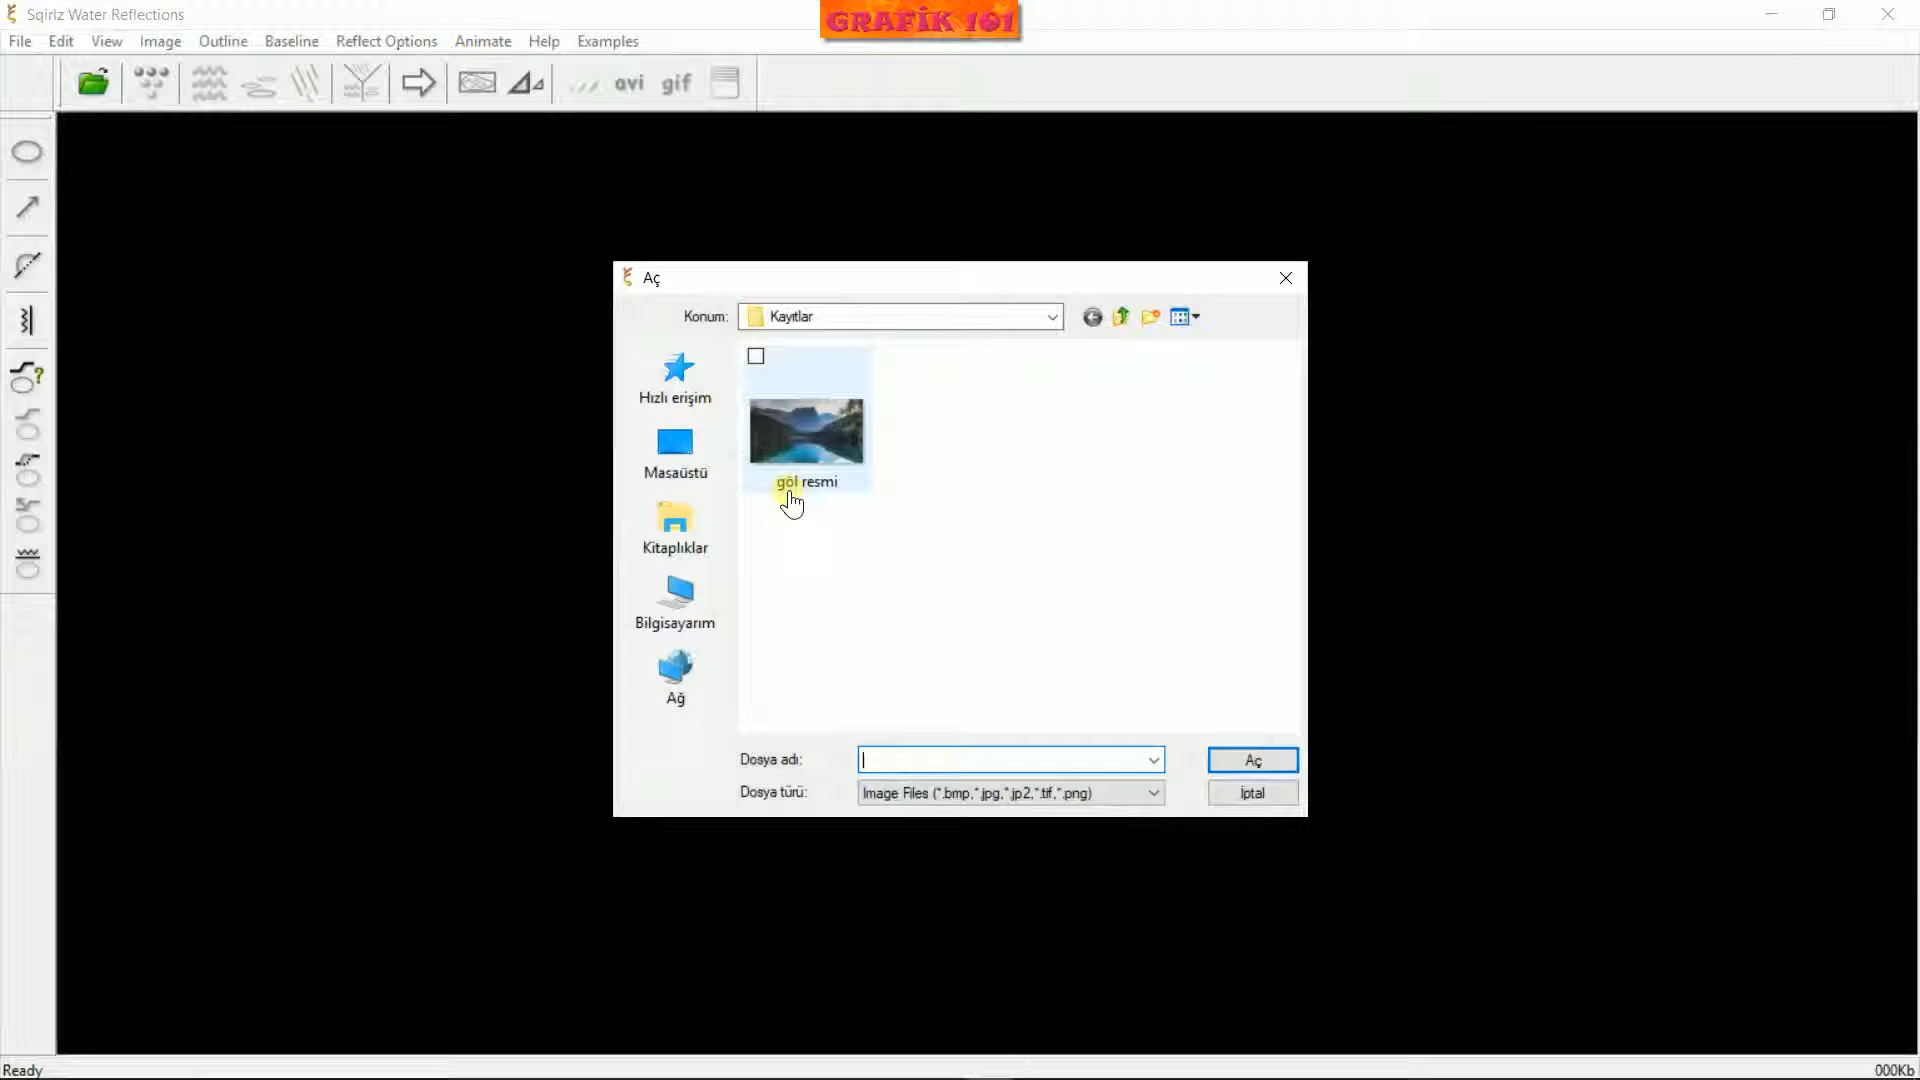 Sqirlz Water Reflections
GRAFİK 101
File Edit View Image Outline Baseline Reflect Options Animate Help Examples
avi gif
Aç
Konum: Kayıtlar
Hızlı erişim
Masaüstü
Kitaplıklar
Bilgisayarım
Ağ
göl resmi
Dosya adı: Aç
Dosya türü: Image Files (*.bmp,*.jpg,*.jp2,*.tif,*.png) İptal
Ready 000Kb